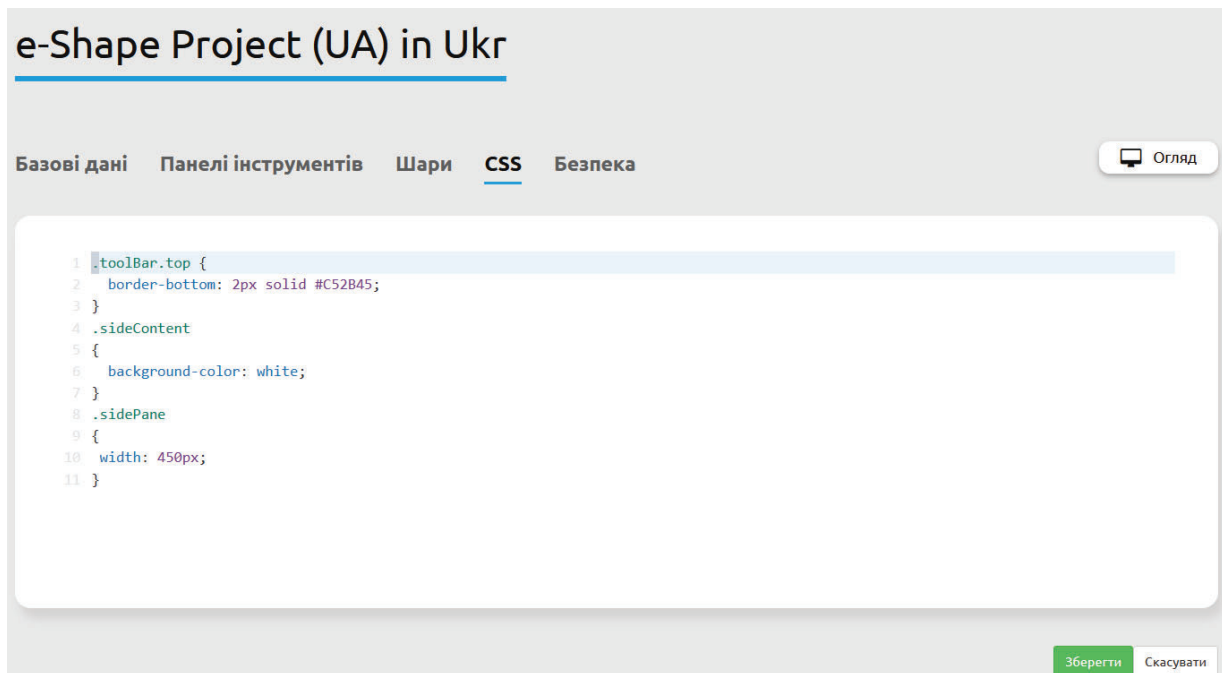 e-Shape Project (UA) in Ukr
Базові дані Панелі інструментів Шари CSS Безпека Огляд
1 .toolBar.top {
2 border-bottom: 2px solid #C52B45;
3 }
4 .sideContent
5 {
6 background-color: white;
7 }
8 .sidePane
9 {
10 width: 450px;
11 }
Зберегти Скасувати